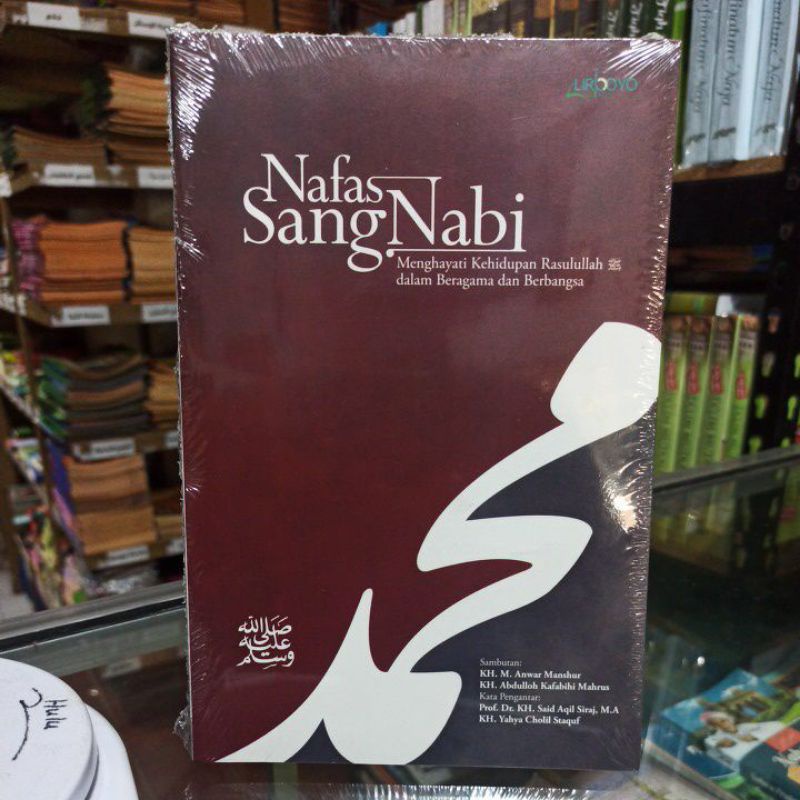 LIRBOYO
Nafas
Sang Nabi
Menghayati Kehidupan Rasulullah ﷺ
dalam Beragama dan Berbangsa
محمد
صلى الله
عليه
وسلم
Sambutan:
KH. M. Anwar Manshur
KH. Abdulloh Kafabihi Mahrus
Kata Pengantar:
Prof. Dr. KH. Said Aqil Siraj, M.A
KH. Yahya Cholil Staquf
Hulu